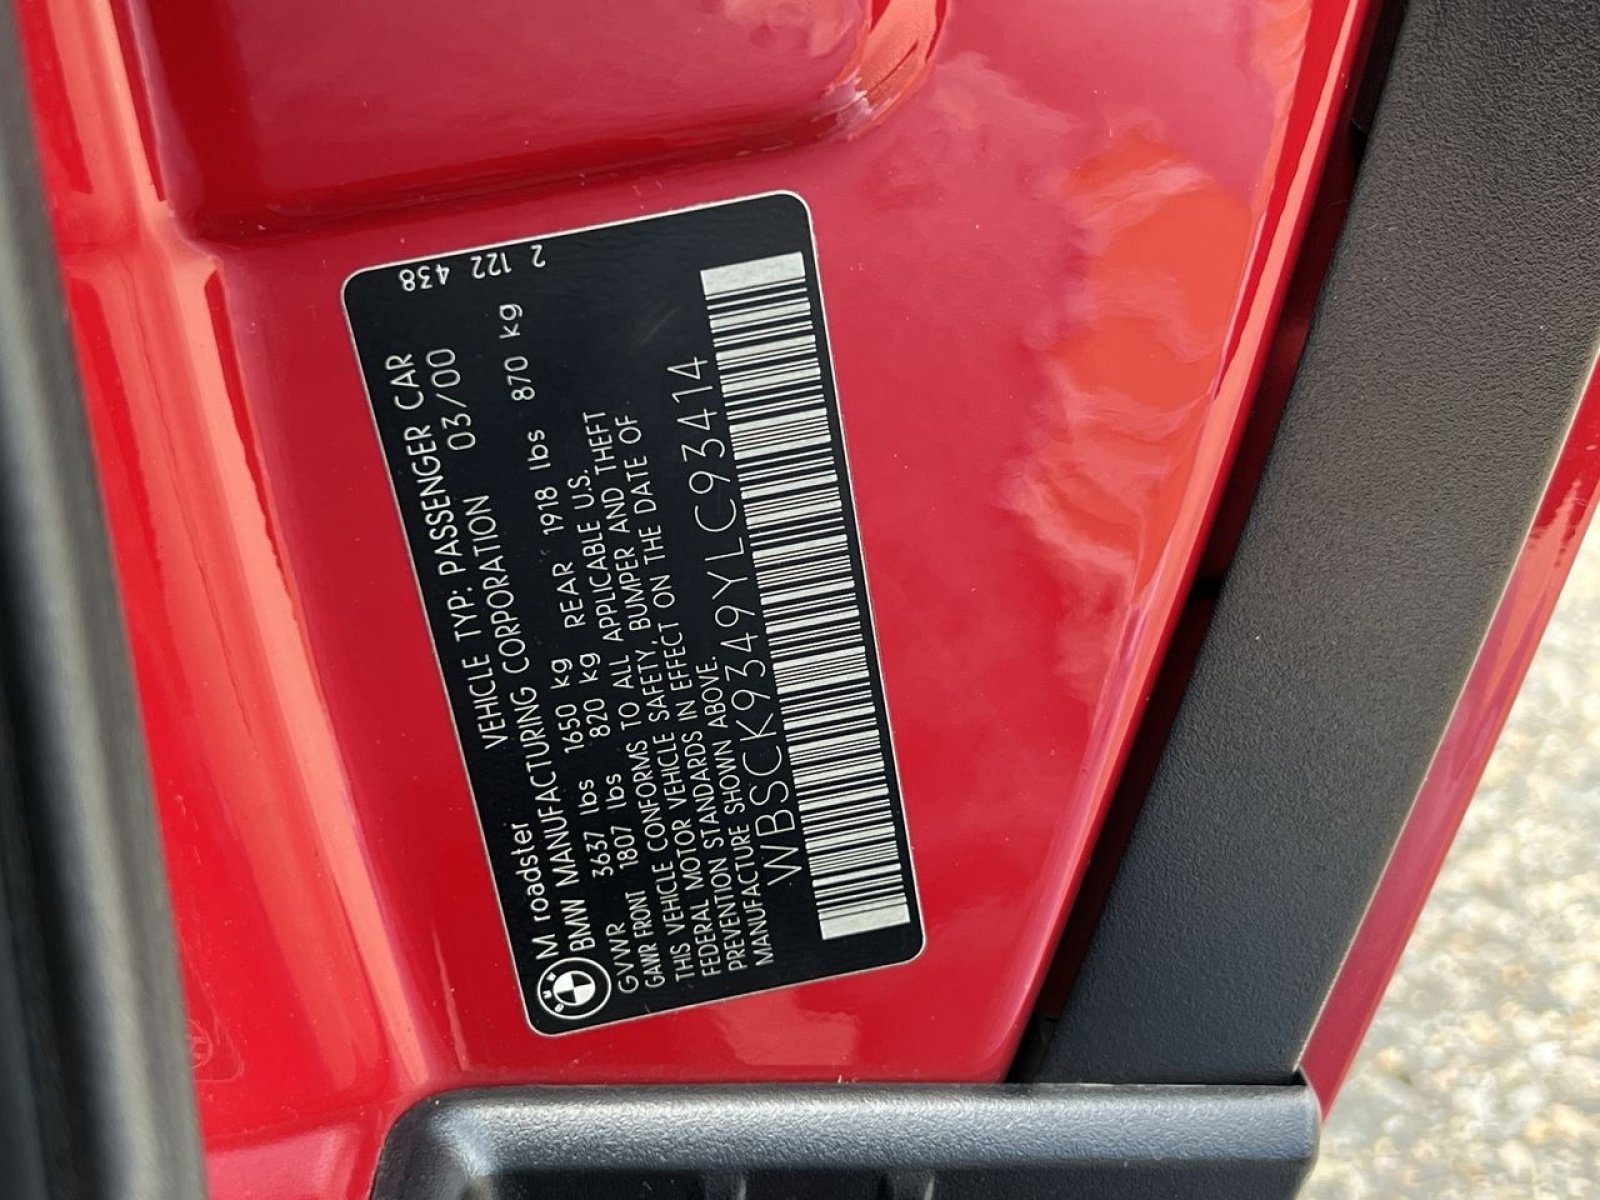 2 122 438
M roadster VEHICLE TYP: PASSENGER CAR
BMW MANUFACTURING CORPORATION 03/00
GVWR 3637 lbs 1650 kg
GAWR FRONT 1807 lbs 820 kg REAR 1918 lbs 870 kg
THIS VEHICLE CONFORMS TO ALL APPLICABLE U.S.
FEDERAL MOTOR VEHICLE SAFETY, BUMPER AND THEFT
PREVENTION STANDARDS IN EFFECT ON THE DATE OF
MANUFACTURE SHOWN ABOVE.
WBSCK9349YLC93414